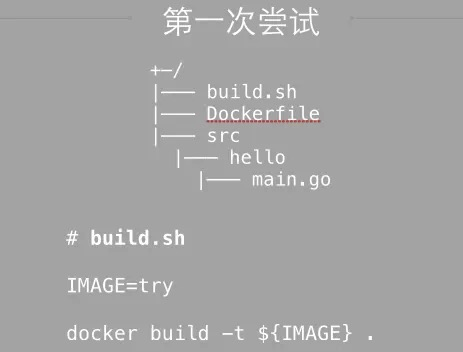 第一次尝试
+—/
|—— build.sh
|—— Dockerfile
|—— src
|—— hello
|—— main.go
# build.sh
IMAGE=try
docker build -t ${IMAGE} .